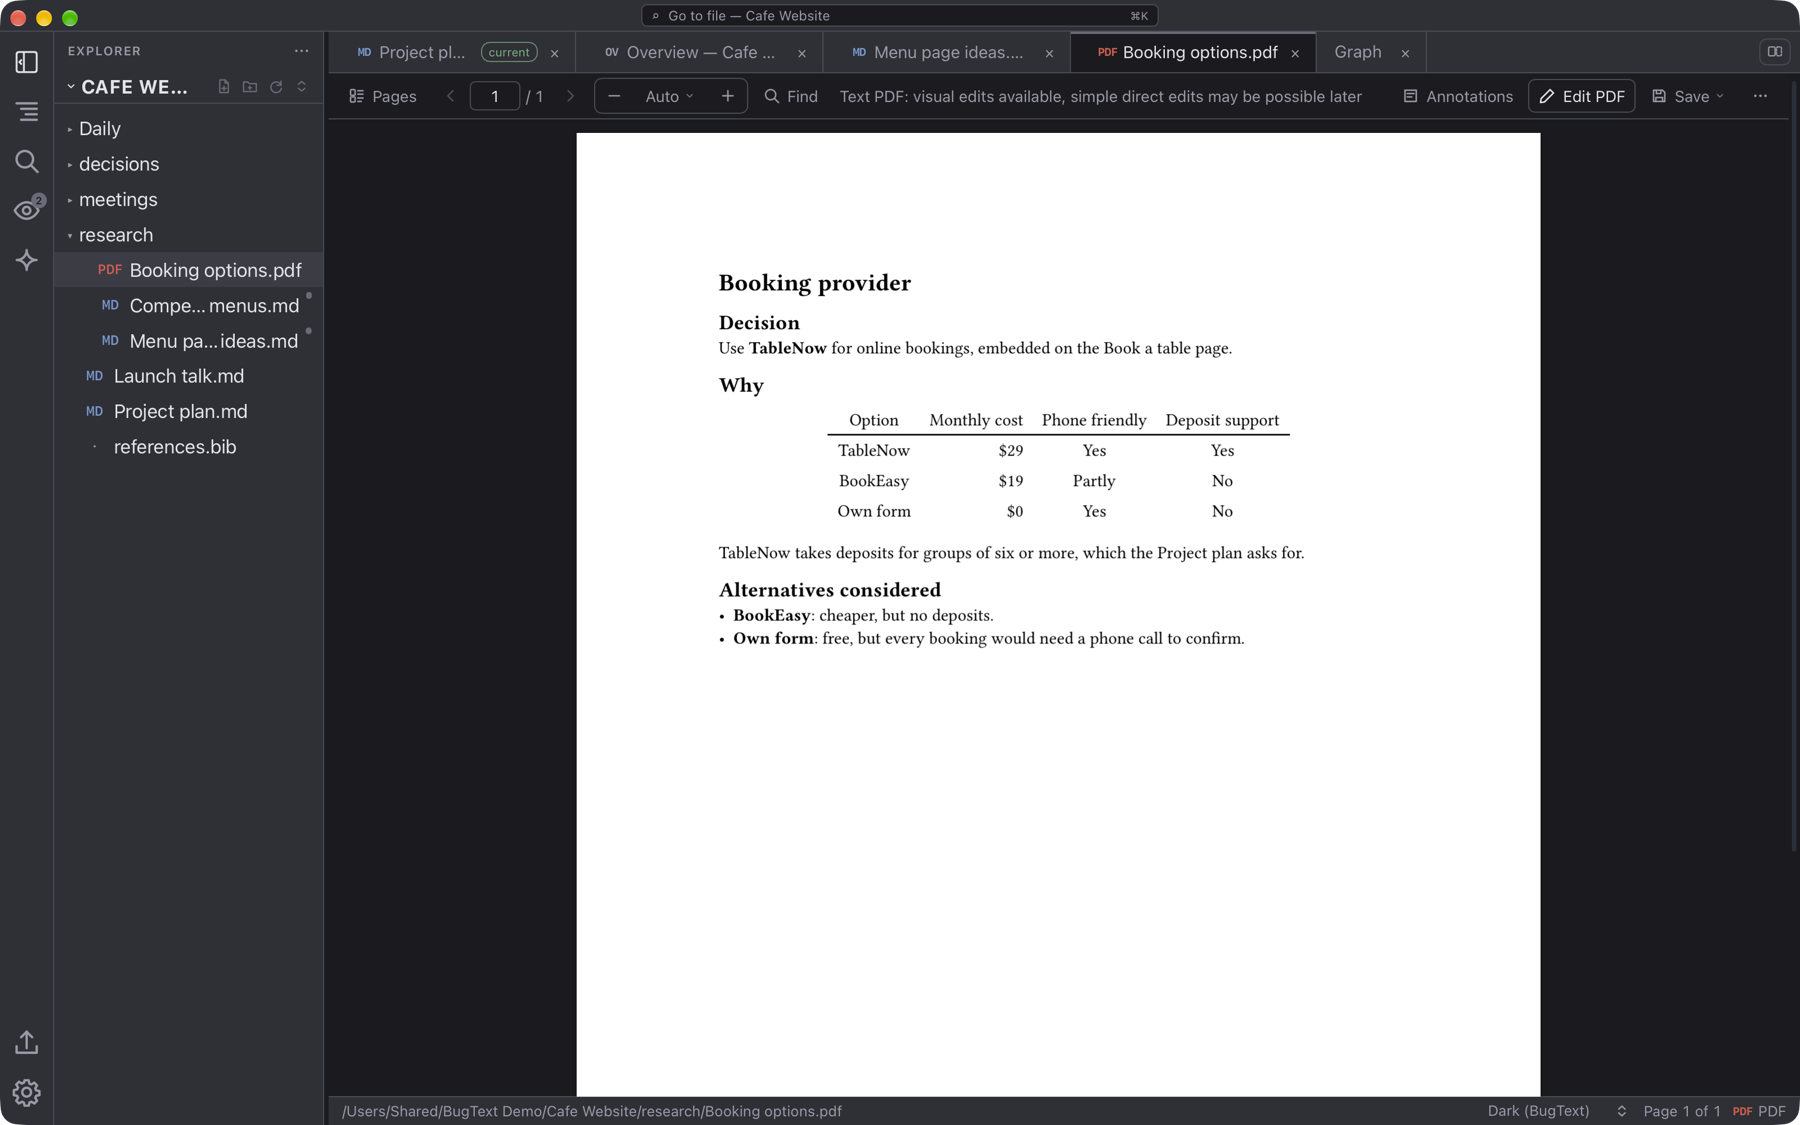 Go to file — Cafe Website ⌘K
EXPLORER
CAFE WE...
Daily
decisions
meetings
research
PDF Booking options.pdf
MD Compe... menus.md
MD Menu pa...ideas.md
MD Launch talk.md
MD Project plan.md
references.bib
2
MD Project pl... current ×
OV Overview — Cafe ... ×
MD Menu page ideas.... ×
PDF Booking options.pdf ×
Graph ×
Pages 1 / 1 — Auto + Find Text PDF: visual edits available, simple direct edits may be possible later Annotations Edit PDF Save ...
Booking provider
Decision
Use TableNow for online bookings, embedded on the Book a table page.
Why
Option Monthly cost Phone friendly Deposit support
TableNow $29 Yes Yes
BookEasy $19 Partly No
Own form $0 Yes No
TableNow takes deposits for groups of six or more, which the Project plan asks for.
Alternatives considered
• BookEasy: cheaper, but no deposits.
• Own form: free, but every booking would need a phone call to confirm.
/Users/Shared/BugText Demo/Cafe Website/research/Booking options.pdf Dark (BugText) Page 1 of 1 PDF PDF